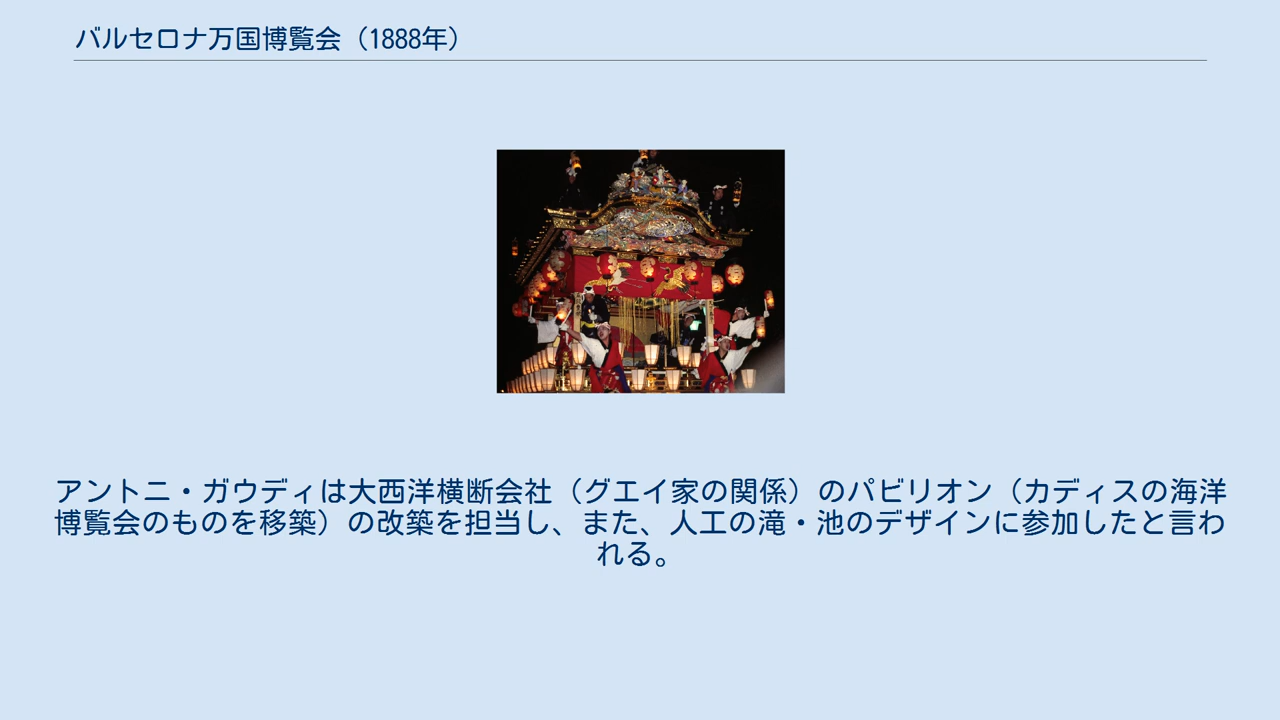 バルセロナ万国博覧会（1888年）
アントニ・ガウディは大西洋横断会社（グエイ家の関係）のパビリオン（カディスの海洋
博覧会のものを移築）の改築を担当し、また、人工の滝・池のデザインに参加したと言わ
れる。